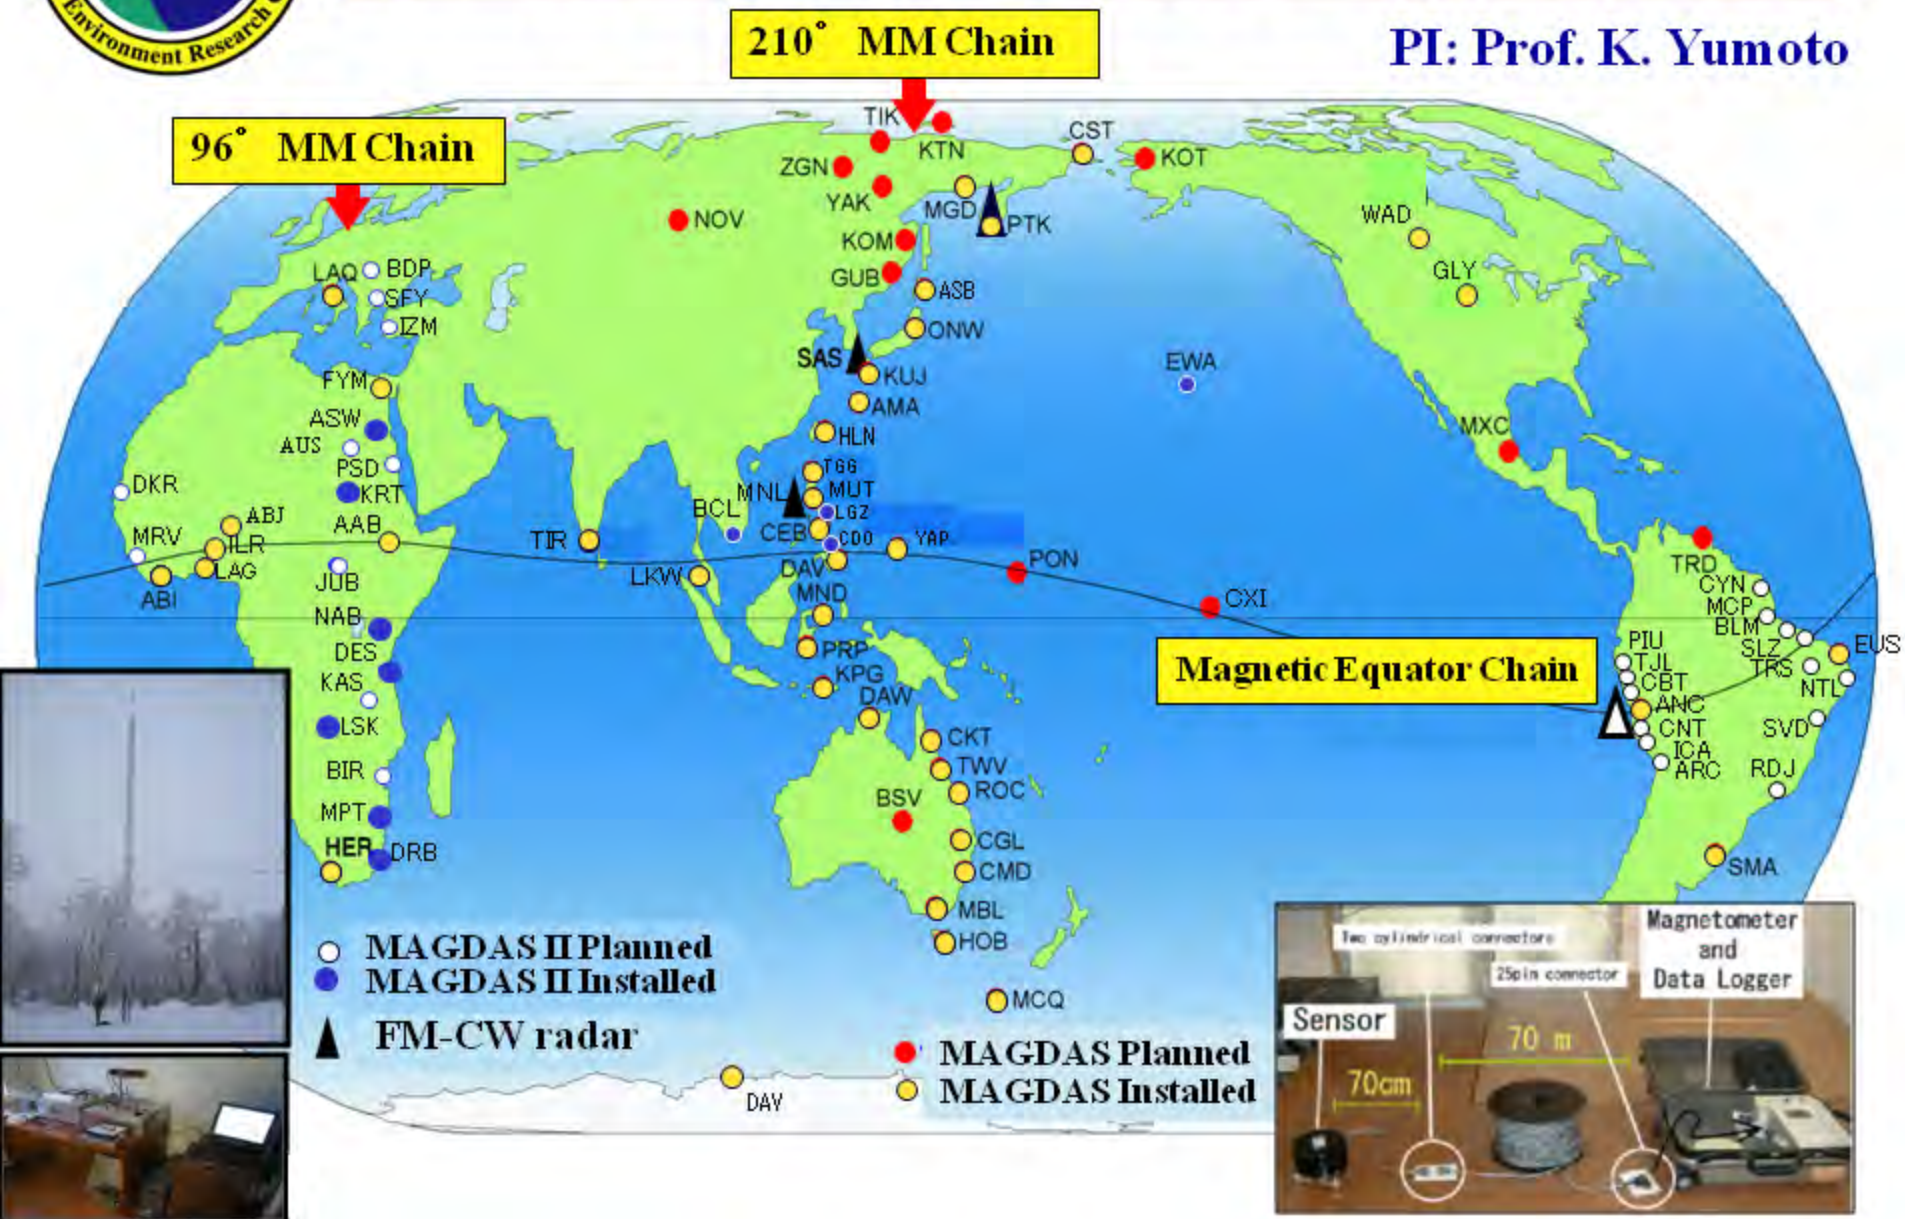 Environment Research
210° MM Chain
PI: Prof. K. Yumoto
96° MM Chain
TIK
KTN
CST
KOT
ZGN
YAK
MGD
PTK
NOV
WAD
KOM
GUB
GLY
LAQ
BDP
SFY
IZM
ASB
ONW
SAS
KUJ
EWA
FYM
AMA
ASW
AUS
HLN
MXC
PSD
TGG
DKR
KRT
MNL
MUT
BCL
LGZ
ABJ
AAB
MRV
ILR
TIR
CEB
CDO
YAP
LAG
JUB
LKW
DAV
PON
TRD
ABI
MND
CXI
CYN
NAB
MCP
BLM
DES
PRP
PIU
SLZ
EUS
Magnetic Equator Chain
TJL
TRS
KAS
KPG
CBT
NTL
DAW
ANC
LSK
CNT
SVD
CKT
ICA
BIR
TWV
ARC
RDJ
ROC
BSV
MPT
CGL
HER
DRB
CMD
SMA
MBL
HOB
MCQ
MAGDAS II Planned
MAGDAS II Installed
FM-CW radar
MAGDAS Planned
MAGDAS Installed
DAV
Two cylindrical connectors
Magnetometer
and
Data Logger
25pin connector
Sensor
70 m
70cm